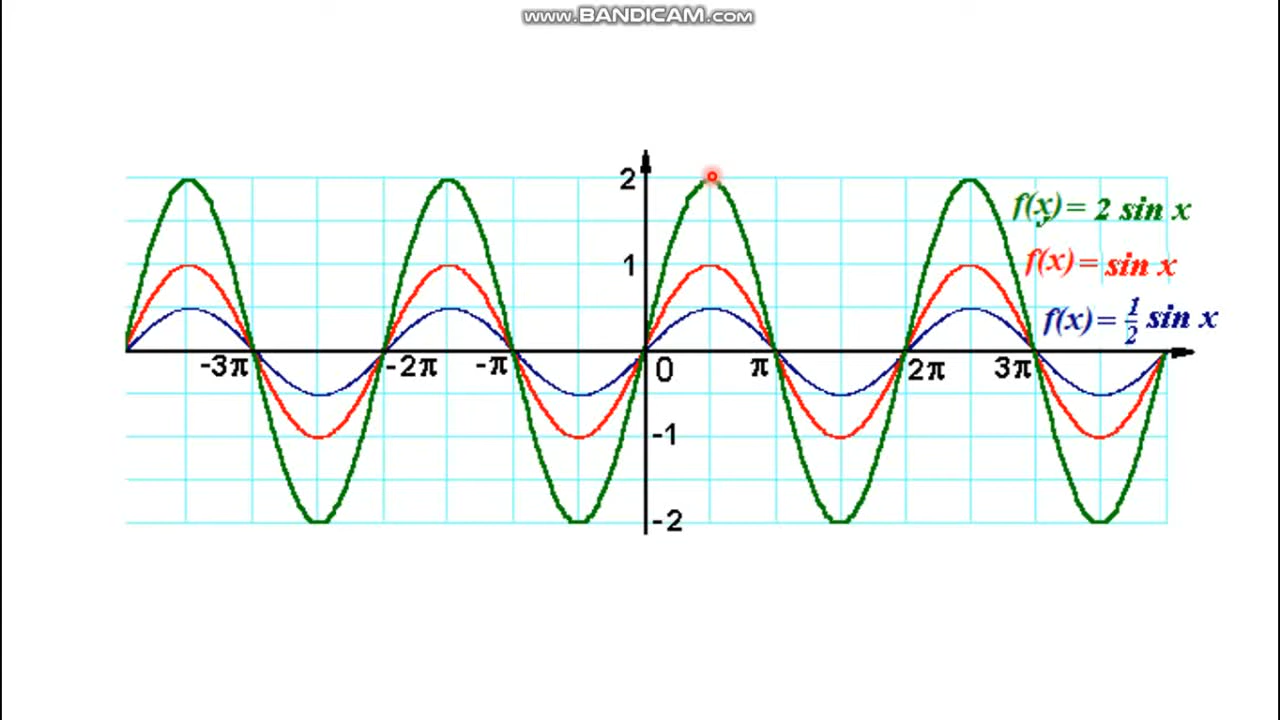 www.BANDICAM.com
2
f(x) = 2 sin x
1
f(x) = sin x
f(x) = 1/2 sin x
-3π -2π -π 0 π 2π 3π
-1
-2